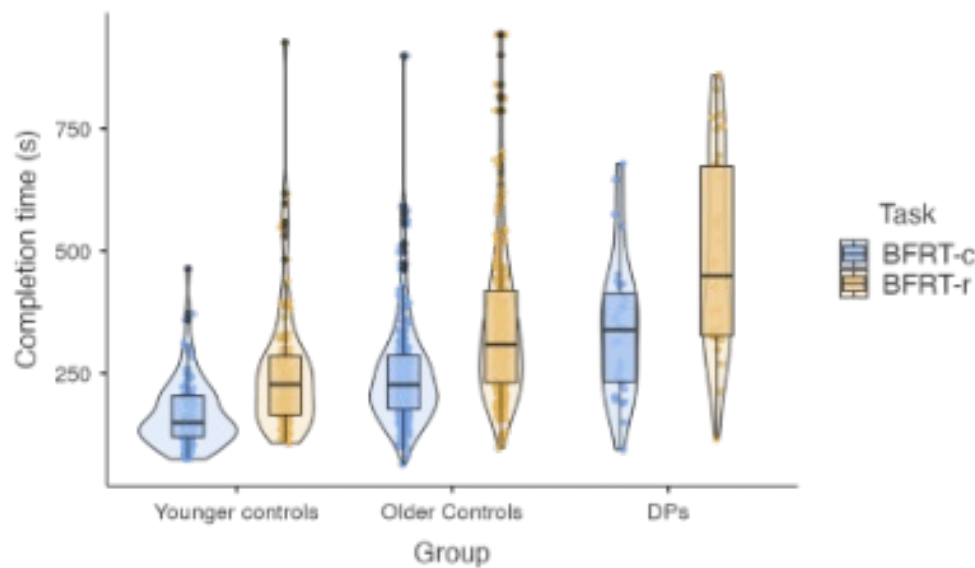 750
500
250
Completion time (s)
Younger controls
Older Controls
DPs
Group
Task
BFRT-c
BFRT-r